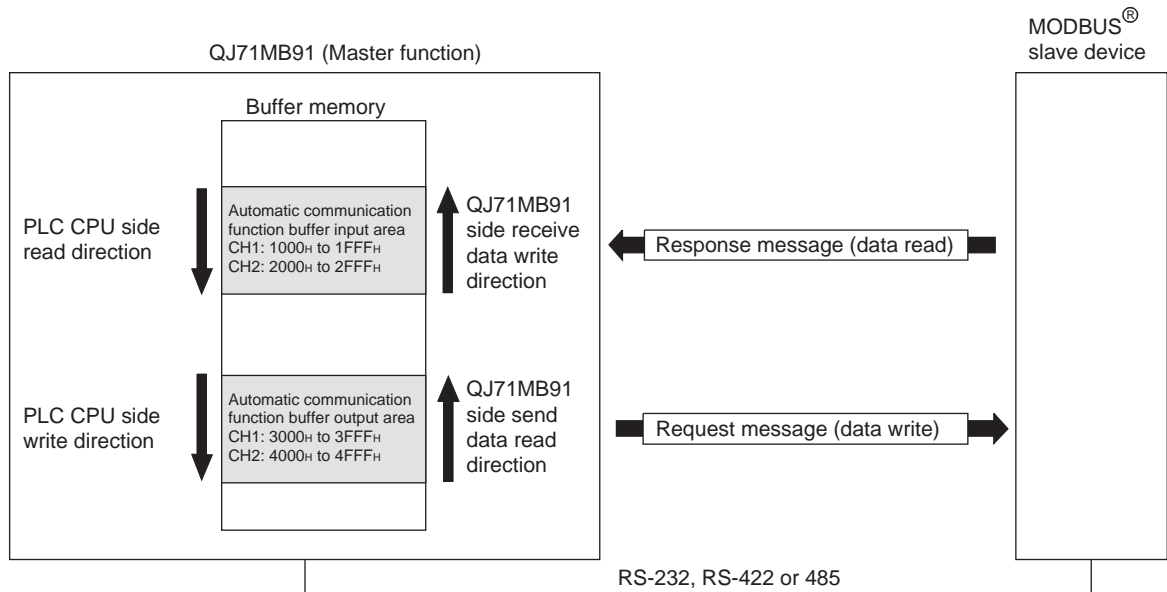 QJ71MB91 (Master function)
MODBUS®
slave device
Buffer memory
PLC CPU side
read direction
Automatic communication
function buffer input area
CH1: 1000H to 1FFFH
CH2: 2000H to 2FFFH
QJ71MB91
side receive
data write
direction
Response message (data read)
PLC CPU side
write direction
Automatic communication
function buffer output area
CH1: 3000H to 3FFFH
CH2: 4000H to 4FFFH
QJ71MB91
side send
data read
direction
Request message (data write)
RS-232, RS-422 or 485